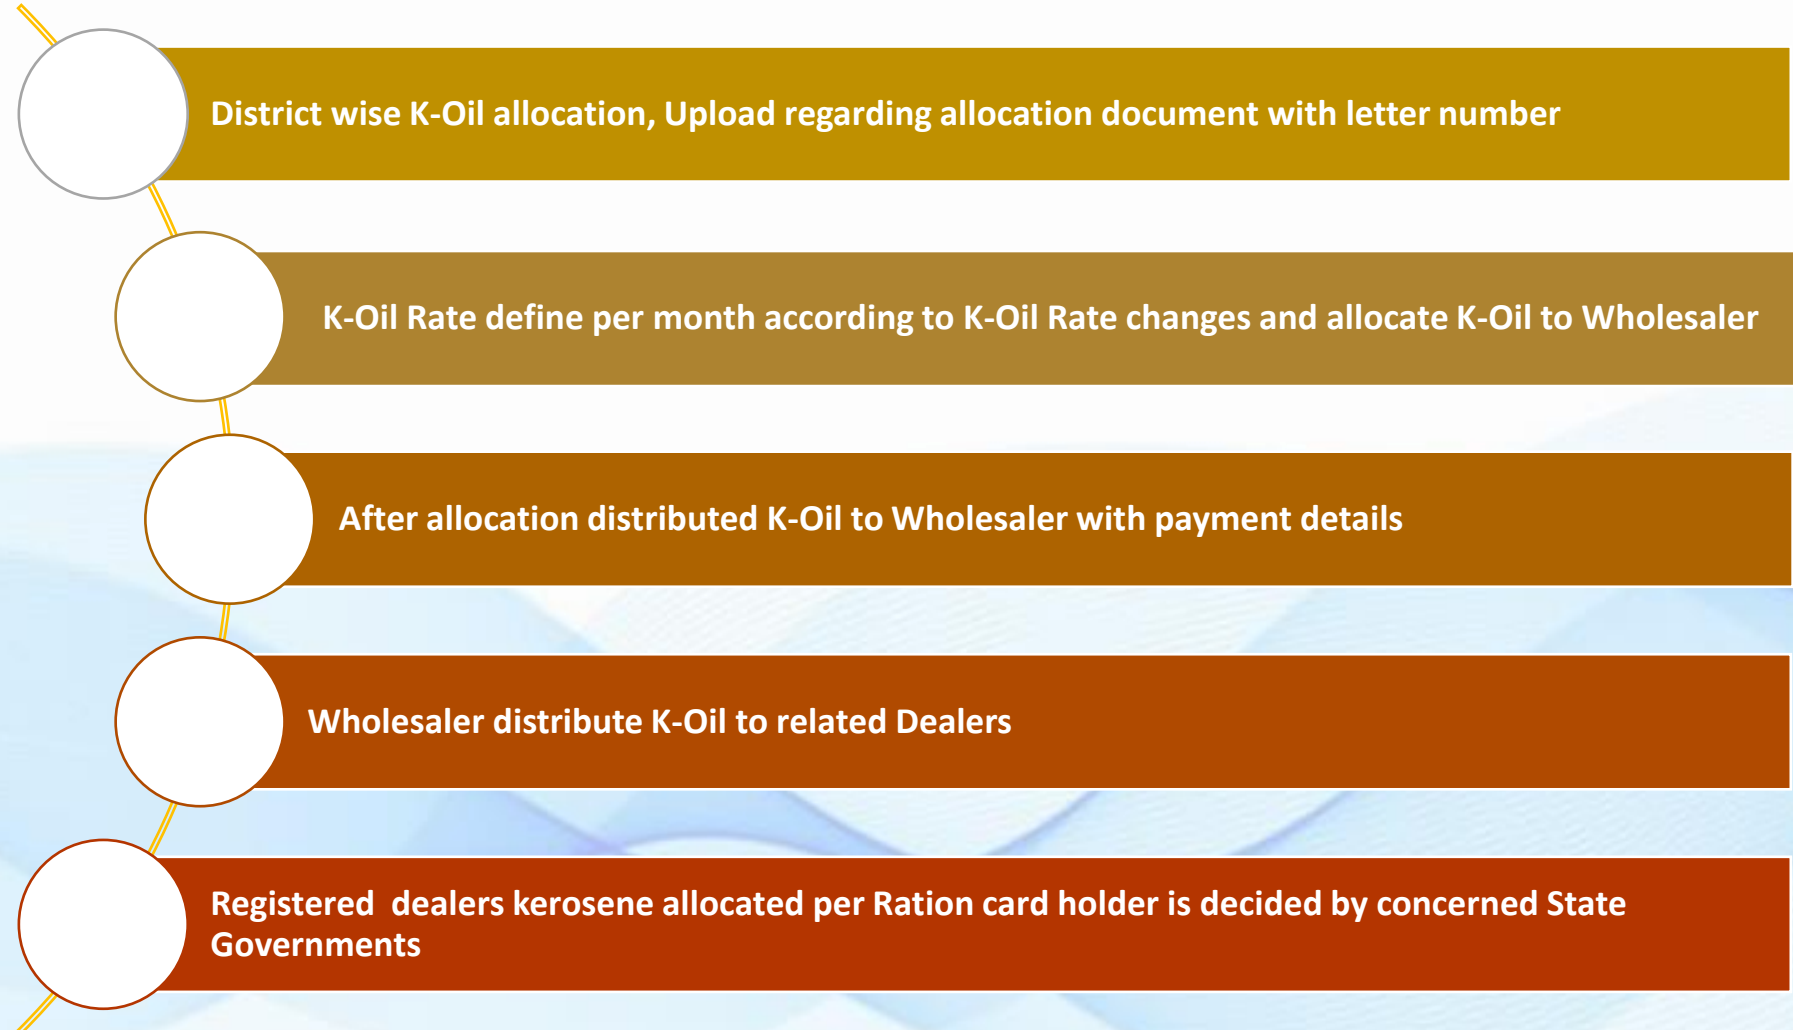 District wise K-Oil allocation, Upload regarding allocation document with letter number
K-Oil Rate define per month according to K-Oil Rate changes and allocate K-Oil to Wholesaler
After allocation distributed K-Oil to Wholesaler with payment details
Wholesaler distribute K-Oil to related Dealers
Registered  dealers kerosene allocated per Ration card holder is decided by concerned State
Governments